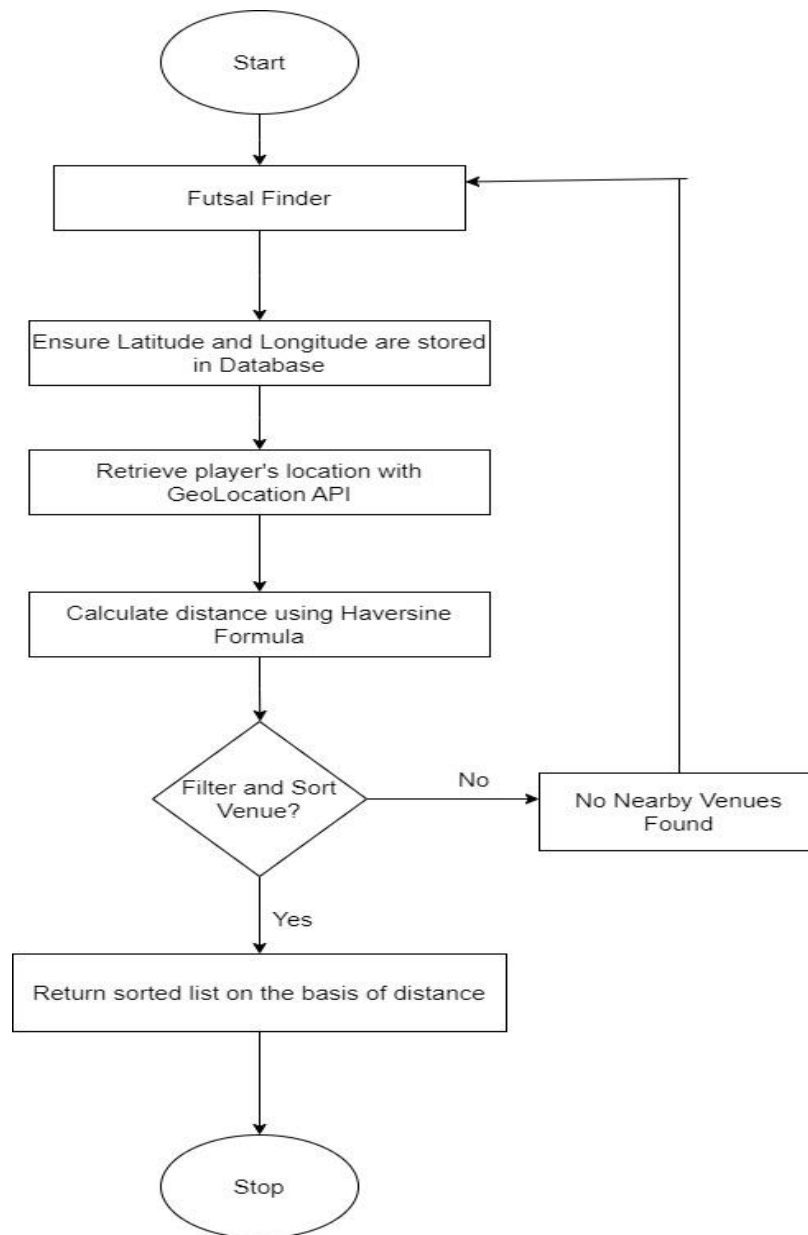 Start
Futsal Finder
Ensure Latitude and Longitude are stored
in Database
Retrieve player's location with
GeoLocation API
Calculate distance using Haversine
Formula
Filter and Sort
Venue?
No
No Nearby Venues
Found
Yes
Return sorted list on the basis of distance
Stop